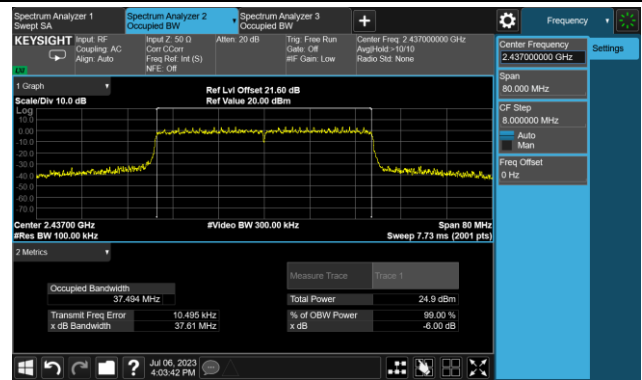 Spectrum Analyzer 1
Swept SA
Spectrum Analyzer 2
Occupied BW
Spectrum Analyzer 3
Occupied BW
Frequency
KEYSIGHT
Input: RF
Coupling: AC
Align: Auto
Input Z: 50 Ω
Corr CCorr
Freq Ref: Int (S)
NFE: Off
Atten: 20 dB
Trig: Free Run
Gate: Off
#IF Gain: Low
Center Freq: 2.437000000 GHz
Avg|Hold:>10/10
Radio Std: None
Center Frequency
2.437000000 GHz
Settings
Span
80.000 MHz
CF Step
8.000000 MHz
Auto
Man
Freq Offset
0 Hz
1 Graph
Scale/Div 10.0 dB
Ref Lvl Offset 21.60 dB
Ref Value 20.00 dBm
Log
10.0
0.00
-10.0
-20.0
-30.0
-40.0
-50.0
-60.0
-70.0
Center 2.43700 GHz
#Res BW 100.00 kHz
#Video BW 300.00 kHz
Span 80 MHz
Sweep 7.73 ms (2001 pts)
2 Metrics
Measure Trace
Trace 1
Occupied Bandwidth
37.494 MHz
Total Power
24.9 dBm
Transmit Freq Error
10.495 kHz
% of OBW Power
99.00 %
x dB Bandwidth
37.61 MHz
x dB
-6.00 dB
Jul 06, 2023
4:03:42 PM